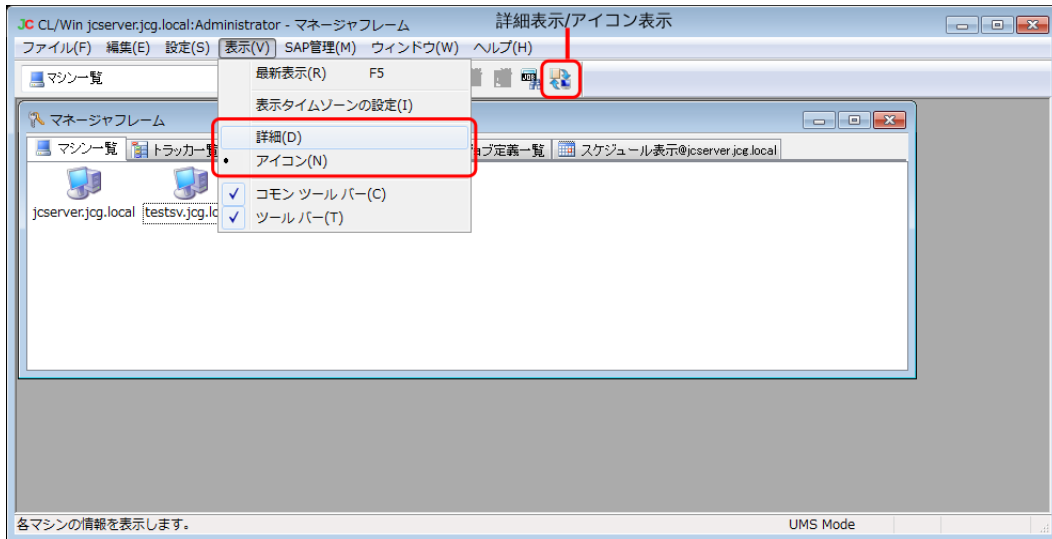 JC CL/Win jcserver.jcg.local:Administrator - マネージャフレーム
詳細表示/アイコン表示
ファイル(F) 編集(E) 設定(S) 表示(V) SAP管理(M) ウィンドウ(W) ヘルプ(H)
マシン一覧
最新表示(R) F5
表示タイムゾーンの設定(I)
詳細(D)
アイコン(N)
コモン ツール バー(C)
ツール バー(T)
マネージャフレーム
マシン一覧 トラッカー ョブ定義一覧 スケジュール表示@jcserver.jcg.local
jcserver.jcg.local testsv.jcg.lo
各マシンの情報を表示します。 UMS Mode